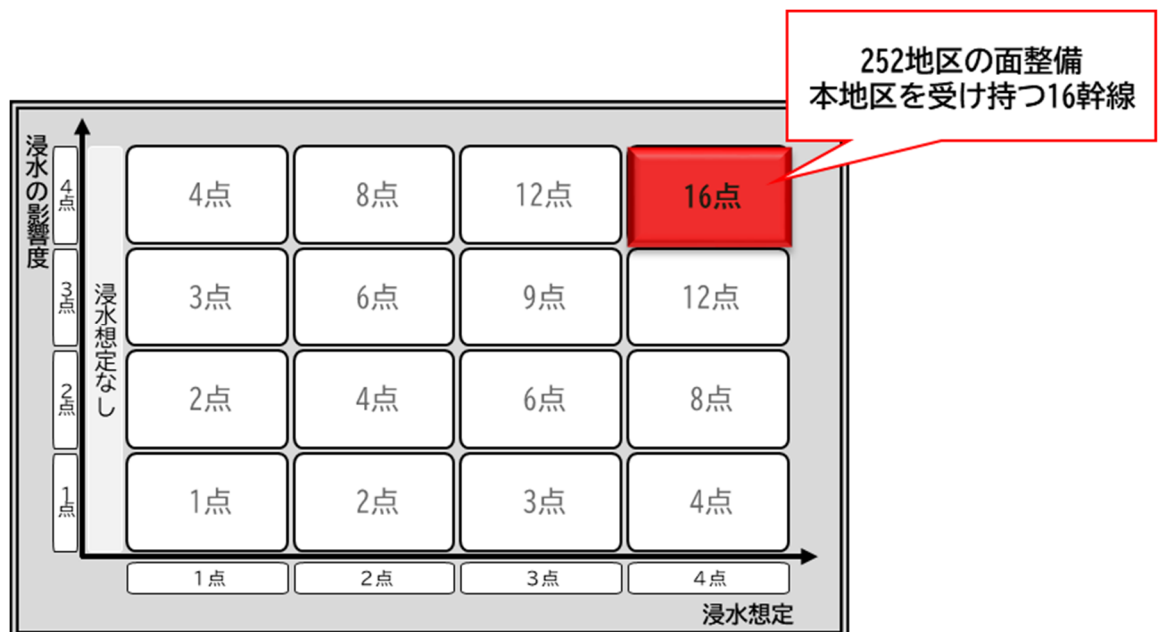 252地区の面整備
本地区を受け持つ16幹線
浸水の影響度
4点
3点
2点
1点
浸水想定なし
4点
8点
12点
16点
3点
6点
9点
12点
2点
4点
6点
8点
1点
2点
3点
4点
1点
2点
3点
4点
浸水想定